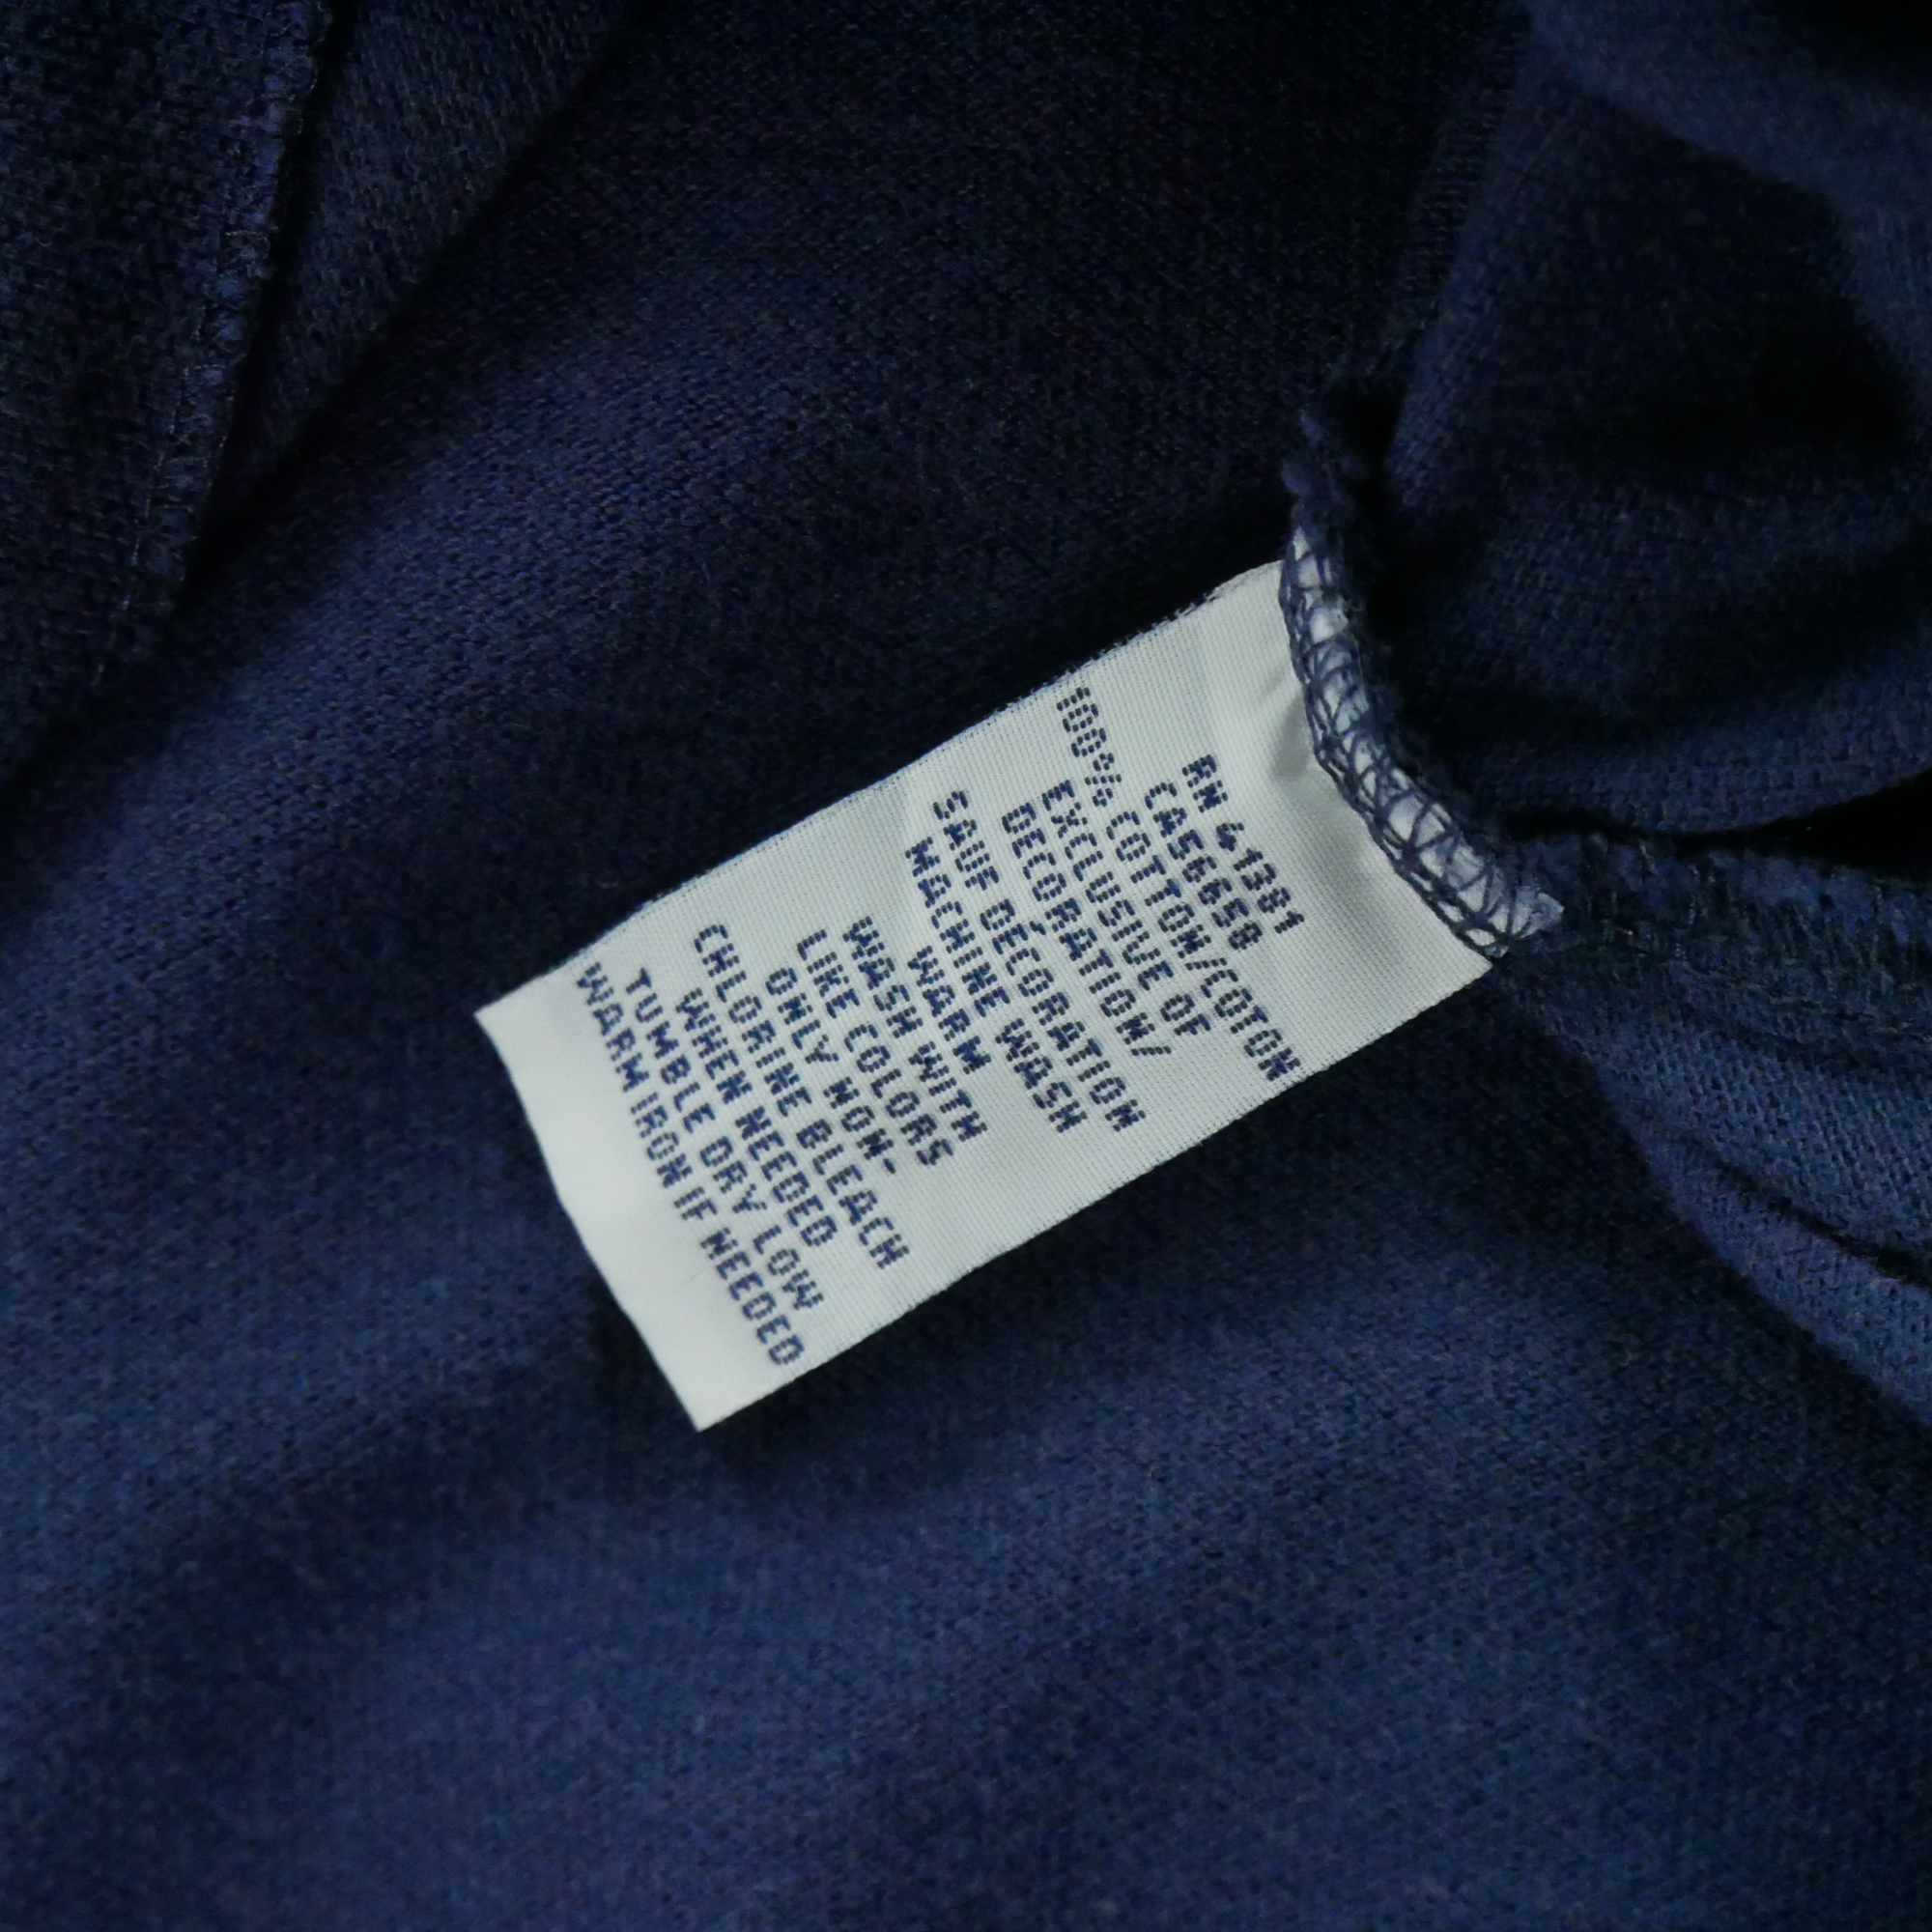 RN 41381
CA56658
100% COTTON/COTON
EXCLUSIVE OF
DECORATION/
SAUF DÉCORATION
MACHINE WASH
WARM
WASH WITH
LIKE COLORS
ONLY NON-
CHLORINE BLEACH
WHEN NEEDED
TUMBLE DRY LOW
WARM IRON IF NEEDED